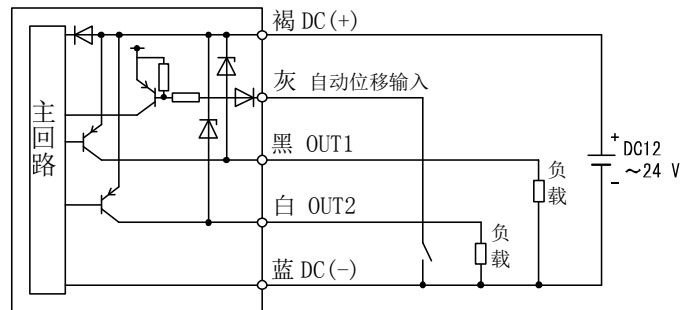 褐 DC(+)
灰 自动位移输入
主回路
黑 OUT1
白 OUT2
蓝 DC(-)
负载
负载
+
DC12
～24 V
-